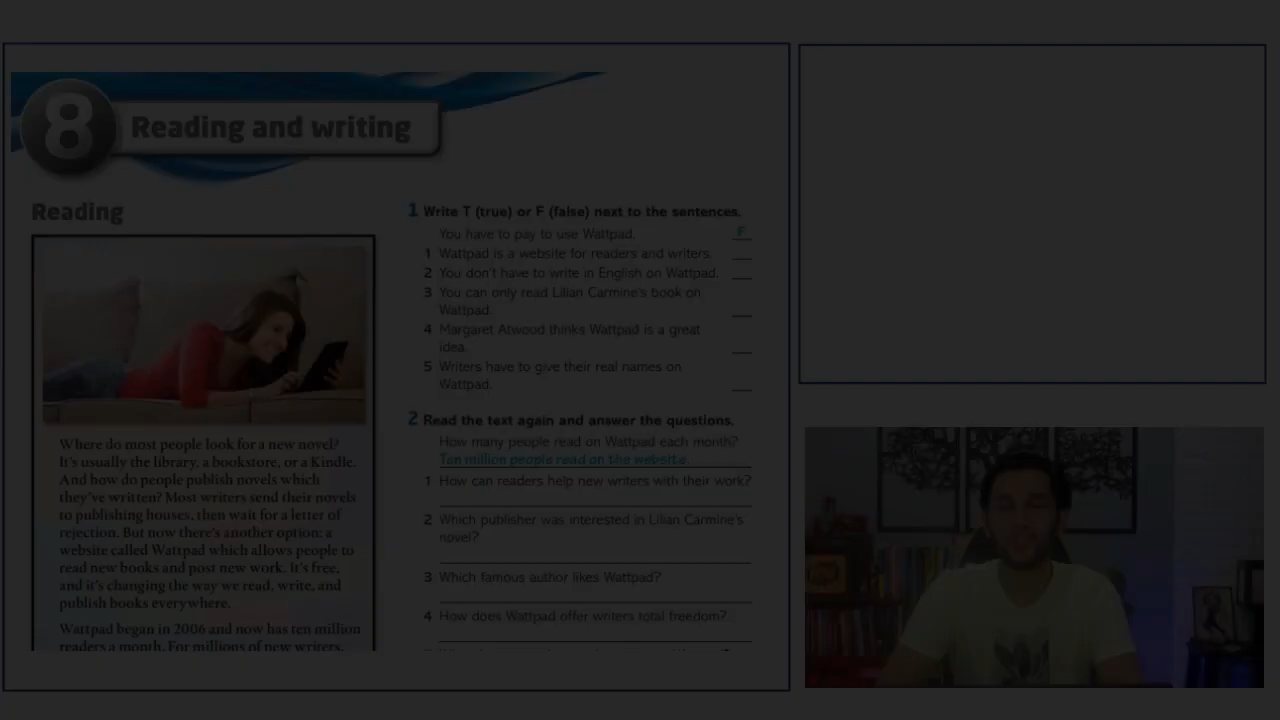 8
Reading and writing
Reading
Where do most people look for a new novel?
It's usually the library, a bookstore, or a Kindle.
And how do people publish novels which
they've written? Most writers send their novels
to publishing houses, then wait for a letter of
rejection. But now there's another option: a
website called Wattpad which allows people to
read new books and post new work. It's free,
and it's changing the way we read, write, and
publish books everywhere.
Wattpad began in 2006 and now has ten million
readers a month. For millions of new writers,
1 Write T (true) or F (false) next to the sentences.
You have to pay to use Wattpad. F
1 Wattpad is a website for readers and writers.
2 You don't have to write in English on Wattpad.
3 You can only read Lilian Carmine's book on
Wattpad.
4 Margaret Atwood thinks Wattpad is a great
idea.
5 Writers have to give their real names on
Wattpad.
2 Read the text again and answer the questions.
How many people read on Wattpad each month?
Ten million people read on the website.
1 How can readers help new writers with their work?
2 Which publisher was interested in Lilian Carmine's
novel?
3 Which famous author likes Wattpad?
4 How does Wattpad offer writers total freedom?